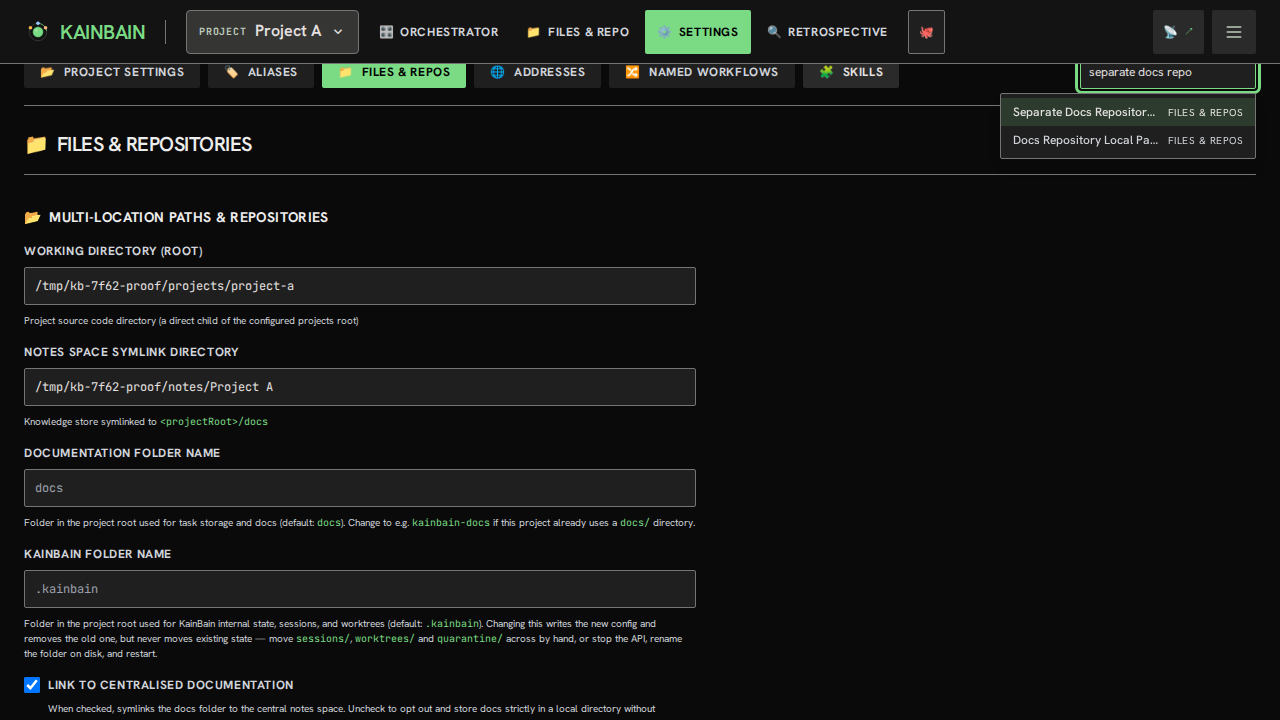 KAINBAIN
PROJECT Project A
ORCHESTRATOR
FILES & REPO
SETTINGS
RETROSPECTIVE
PROJECT SETTINGS
ALIASES
FILES & REPOS
ADDRESSES
NAMED WORKFLOWS
SKILLS
separate docs repo
Separate Docs Repositor... FILES & REPOS
Docs Repository Local Pa... FILES & REPOS
FILES & REPOSITORIES
MULTI-LOCATION PATHS & REPOSITORIES
WORKING DIRECTORY (ROOT)
/tmp/kb-7f62-proof/projects/project-a
Project source code directory (a direct child of the configured projects root)
NOTES SPACE SYMLINK DIRECTORY
/tmp/kb-7f62-proof/notes/Project A
Knowledge store symlinked to <projectRoot>/docs
DOCUMENTATION FOLDER NAME
docs
Folder in the project root used for task storage and docs (default: docs). Change to e.g. kainbain-docs if this project already uses a docs/ directory.
KAINBAIN FOLDER NAME
.kainbain
Folder in the project root used for KainBain internal state, sessions, and worktrees (default: .kainbain). Changing this writes the new config and
removes the old one, but never moves existing state — move sessions/, worktrees/ and quarantine/ across by hand, or stop the API, rename
the folder on disk, and restart.
LINK TO CENTRALISED DOCUMENTATION
When checked, symlinks the docs folder to the central notes space. Uncheck to opt out and store docs strictly in a local directory without